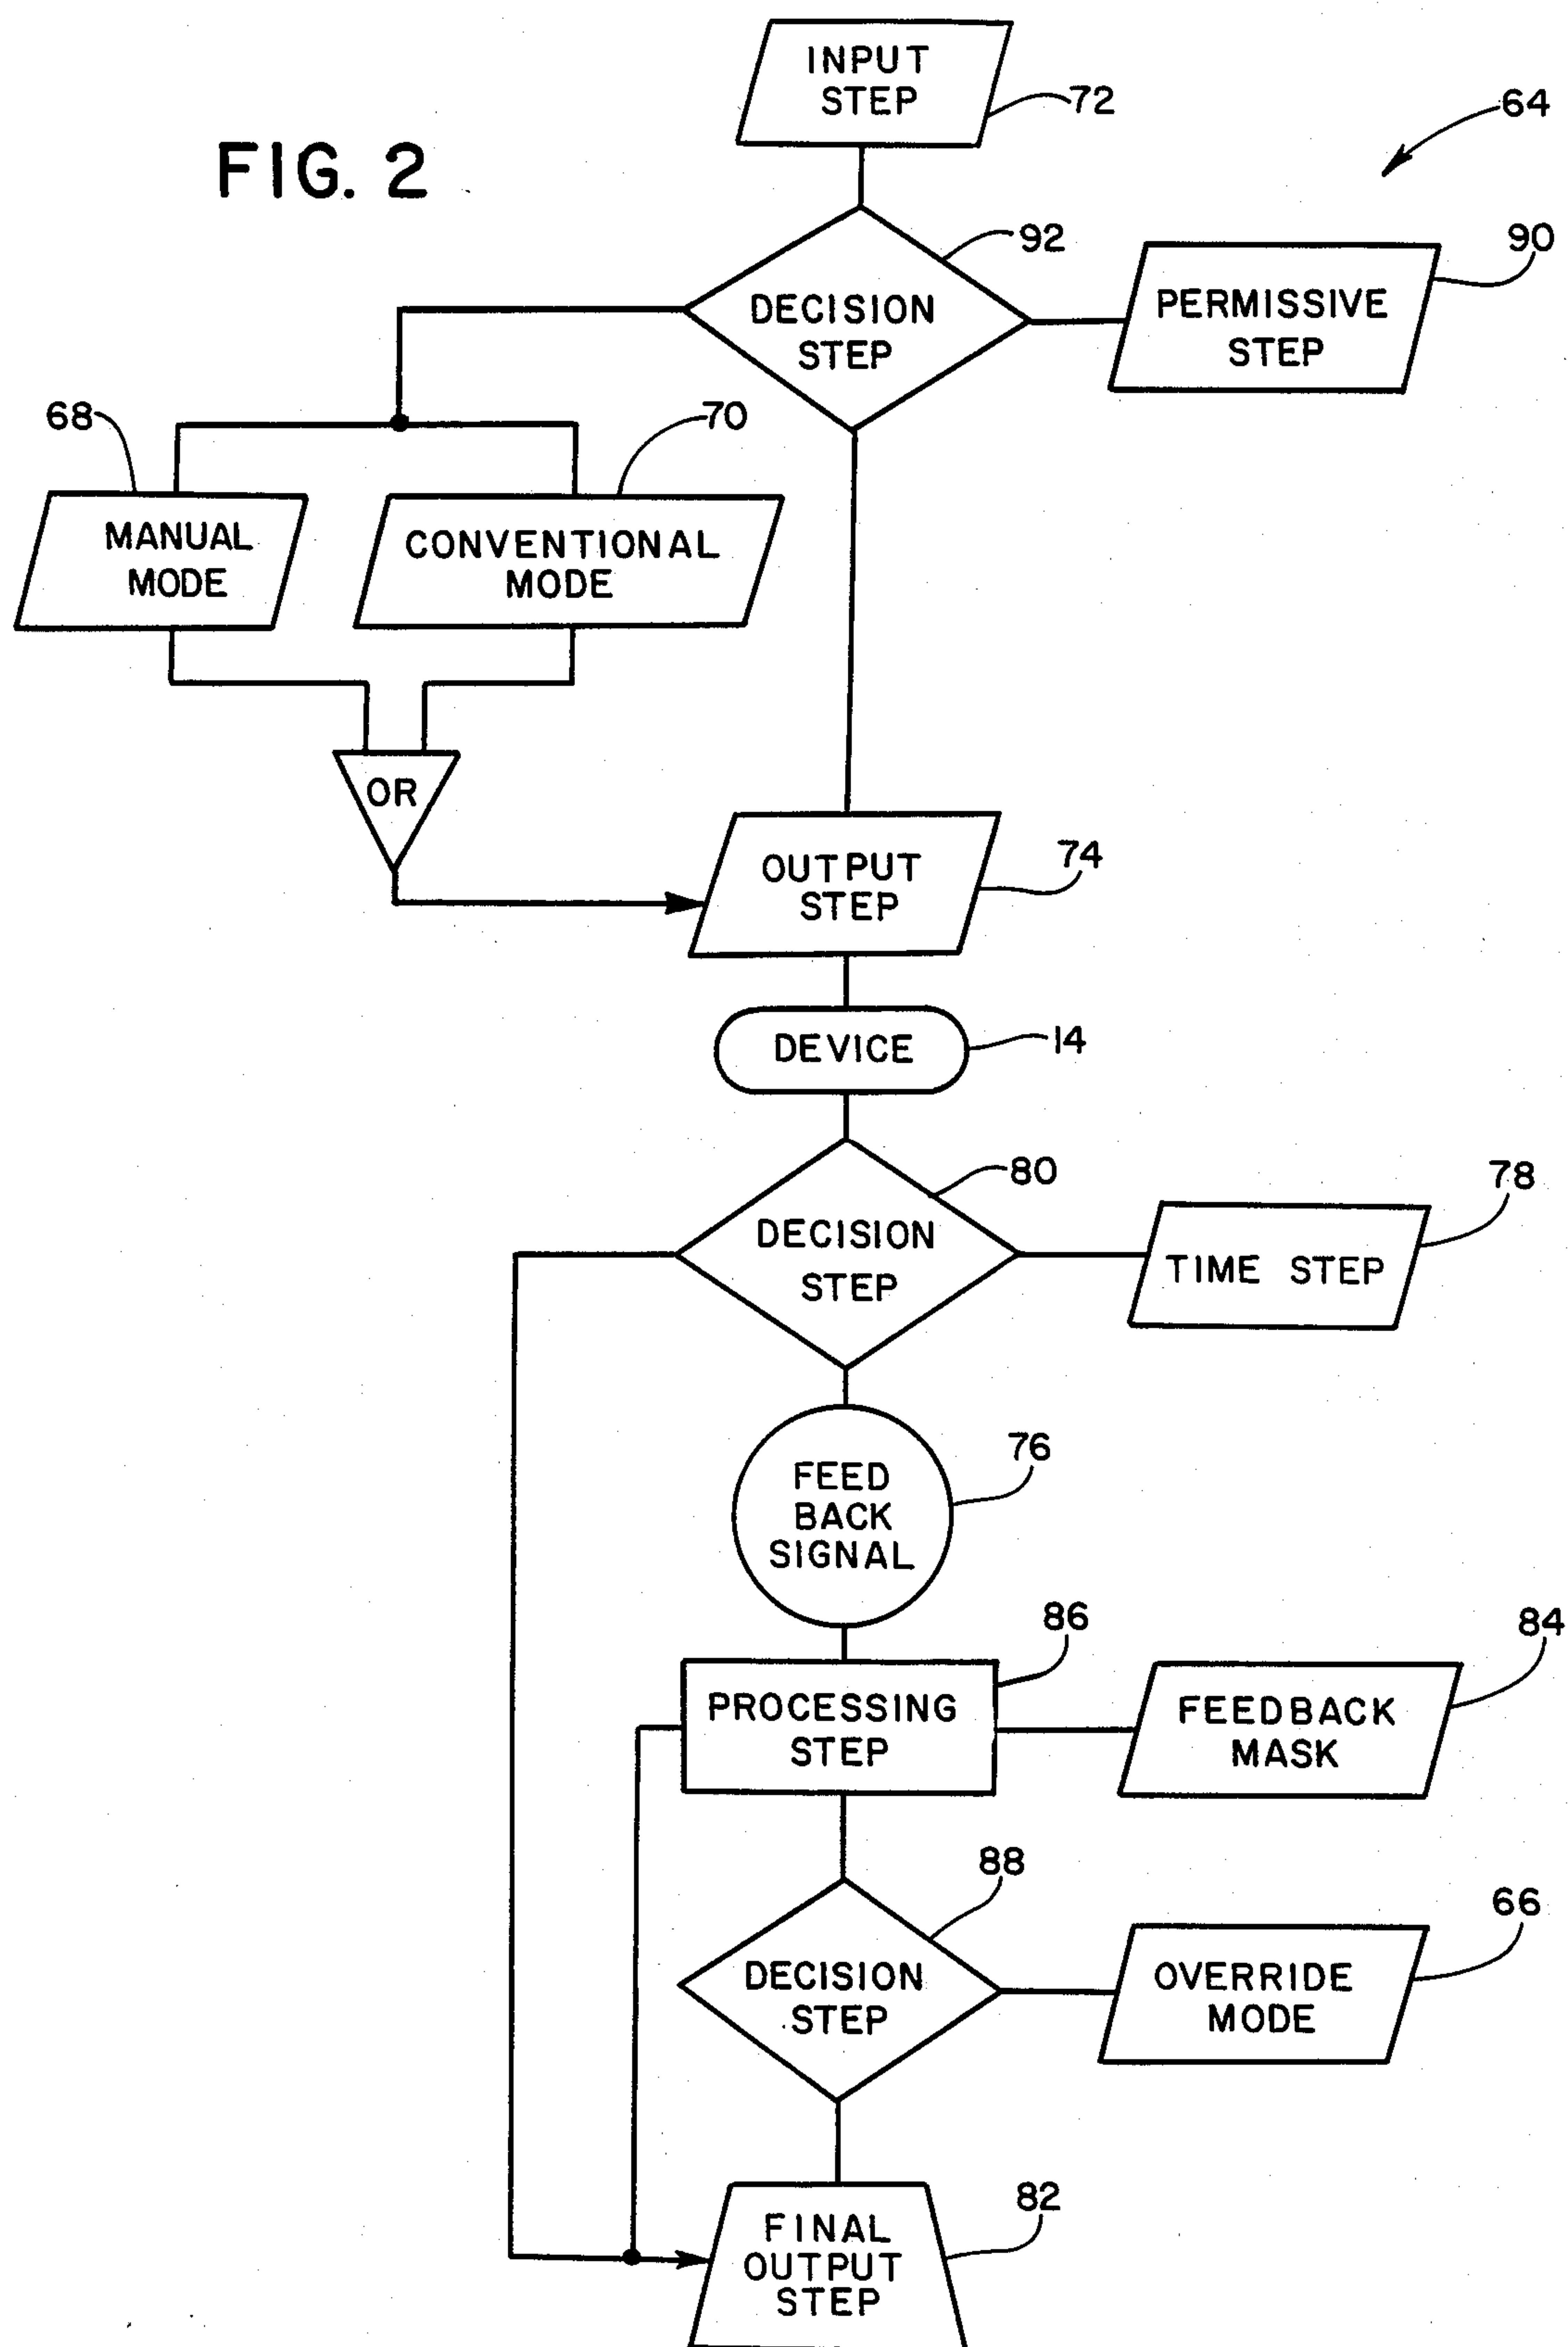 INPUT
STEP
72
64
FIG. 2
92
90
DECISION
STEP
PERMISSIVE
STEP
68
70
MANUAL
MODE
CONVENTIONAL
MODE
OR
OUTPUT
STEP
74
DEVICE
14
80
78
DECISION
STEP
TIME STEP
76
FEED
BACK
SIGNAL
86
84
PROCESSING
STEP
FEEDBACK
MASK
88
66
DECISION
STEP
OVERRIDE
MODE
82
FINAL
OUTPUT
STEP